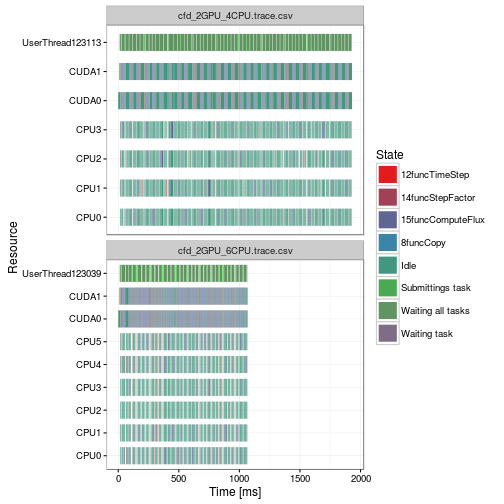 cfd_2GPU_4CPU.trace.csv
UserThread123113
CUDA1
CUDA0
CPU3
CPU2
CPU1
CPU0
cfd_2GPU_6CPU.trace.csv
UserThread123039
CUDA1
CUDA0
CPU5
CPU4
CPU3
CPU2
CPU1
CPU0
0 500 1000 1500 2000
Time [ms]
Resource
State
12funcTimeStep
14funcStepFactor
15funcComputeFlux
8funcCopy
Idle
Submittings task
Waiting all tasks
Waiting task